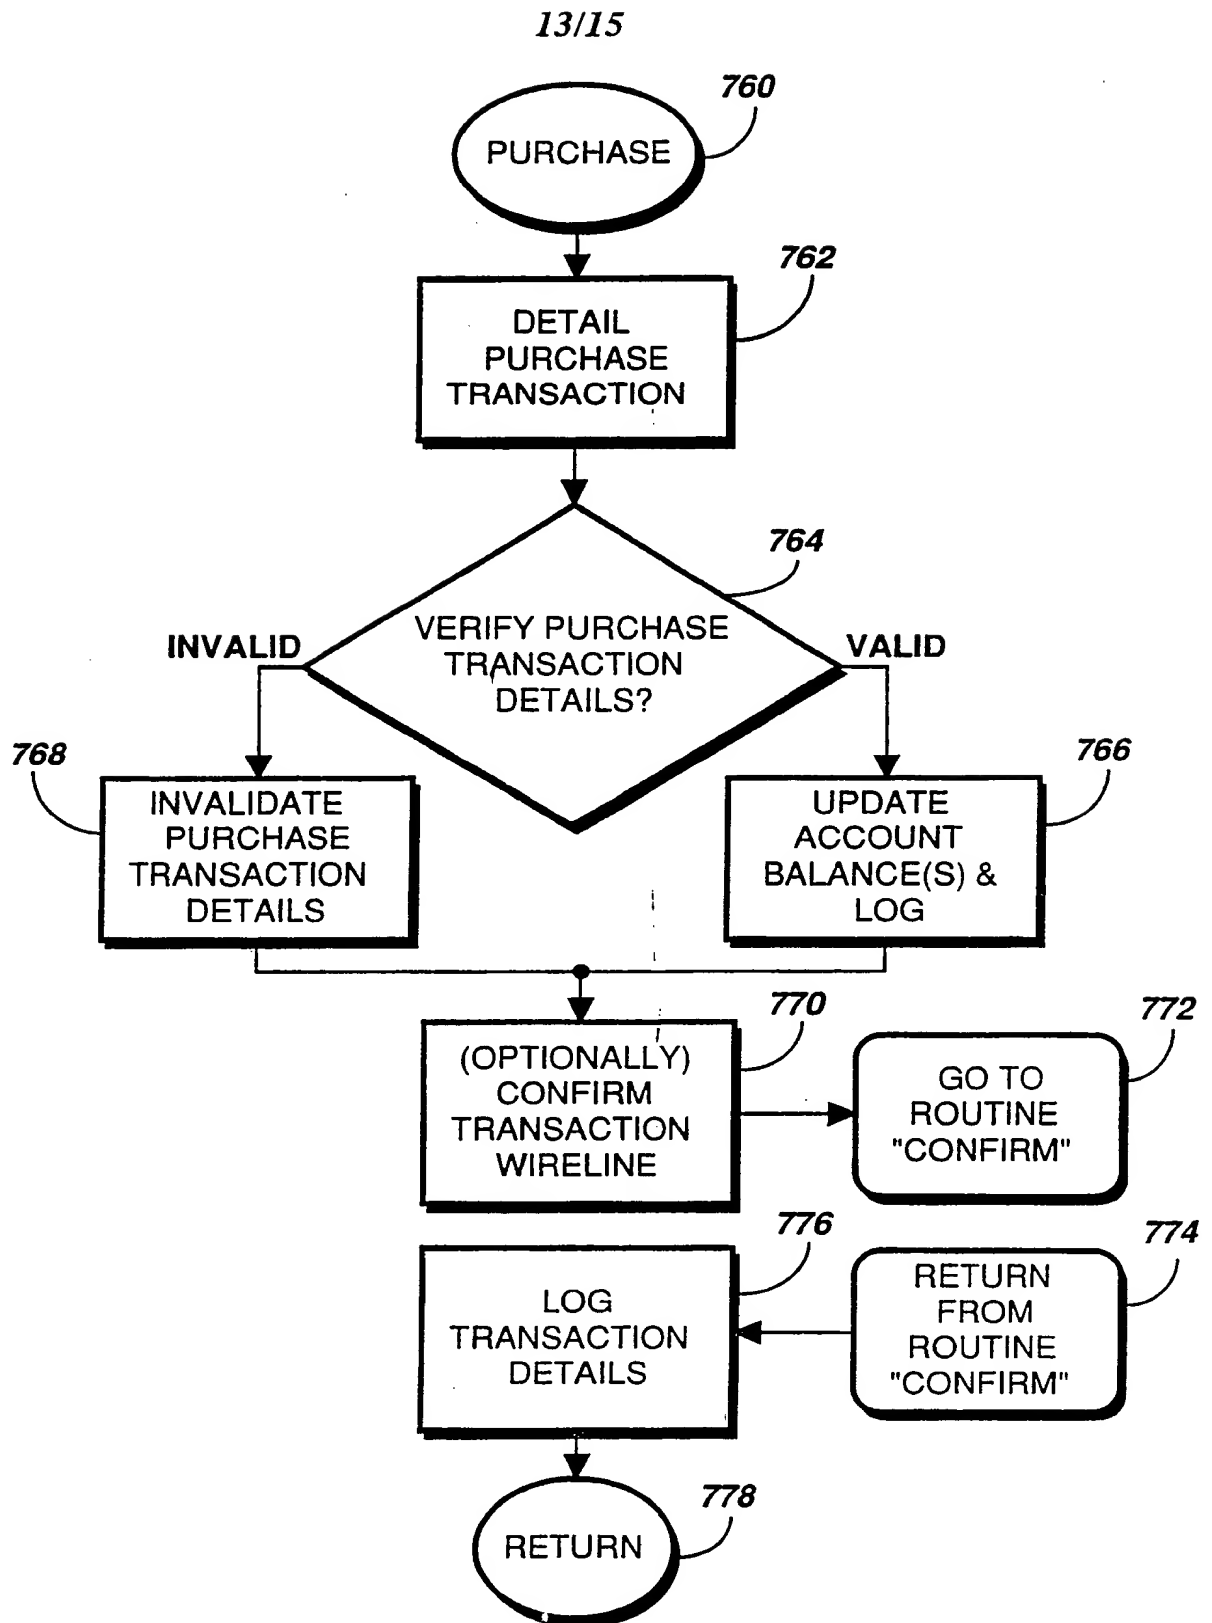 13/15
760
PURCHASE
762
DETAIL
PURCHASE
TRANSACTION
764
VERIFY PURCHASE
TRANSACTION
DETAILS?
INVALID
VALID
768
INVALIDATE
PURCHASE
TRANSACTION
DETAILS
766
UPDATE
ACCOUNT
BALANCE(S) &
LOG
770
(OPTIONALLY)
CONFIRM
TRANSACTION
WIRELINE
772
GO TO
ROUTINE
"CONFIRM"
776
LOG
TRANSACTION
DETAILS
774
RETURN
FROM
ROUTINE
"CONFIRM"
778
RETURN